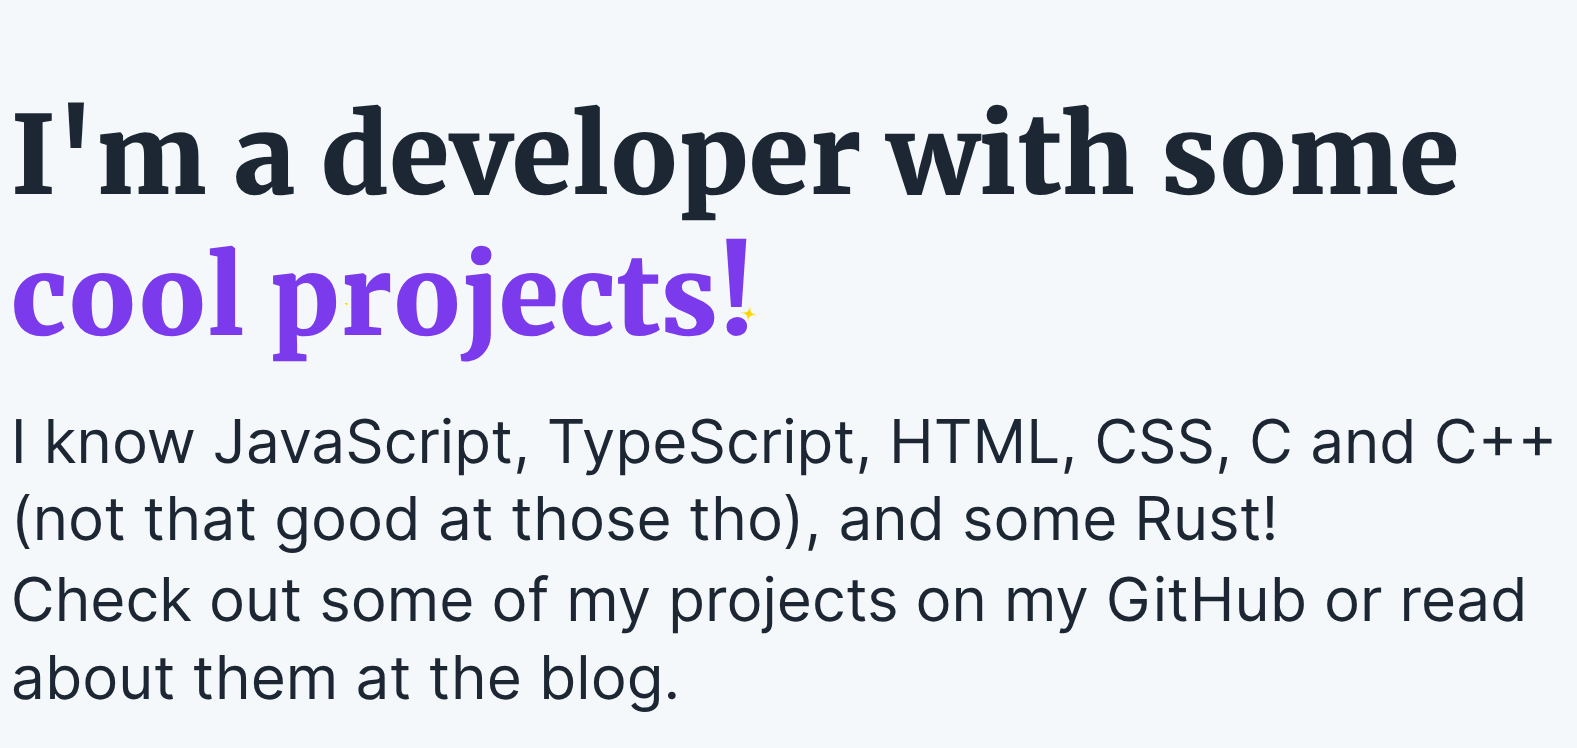 I'm a developer with some
cool projects!
I know JavaScript, TypeScript, HTML, CSS, C and C++
(not that good at those tho), and some Rust!
Check out some of my projects on my GitHub or read
about them at the blog.